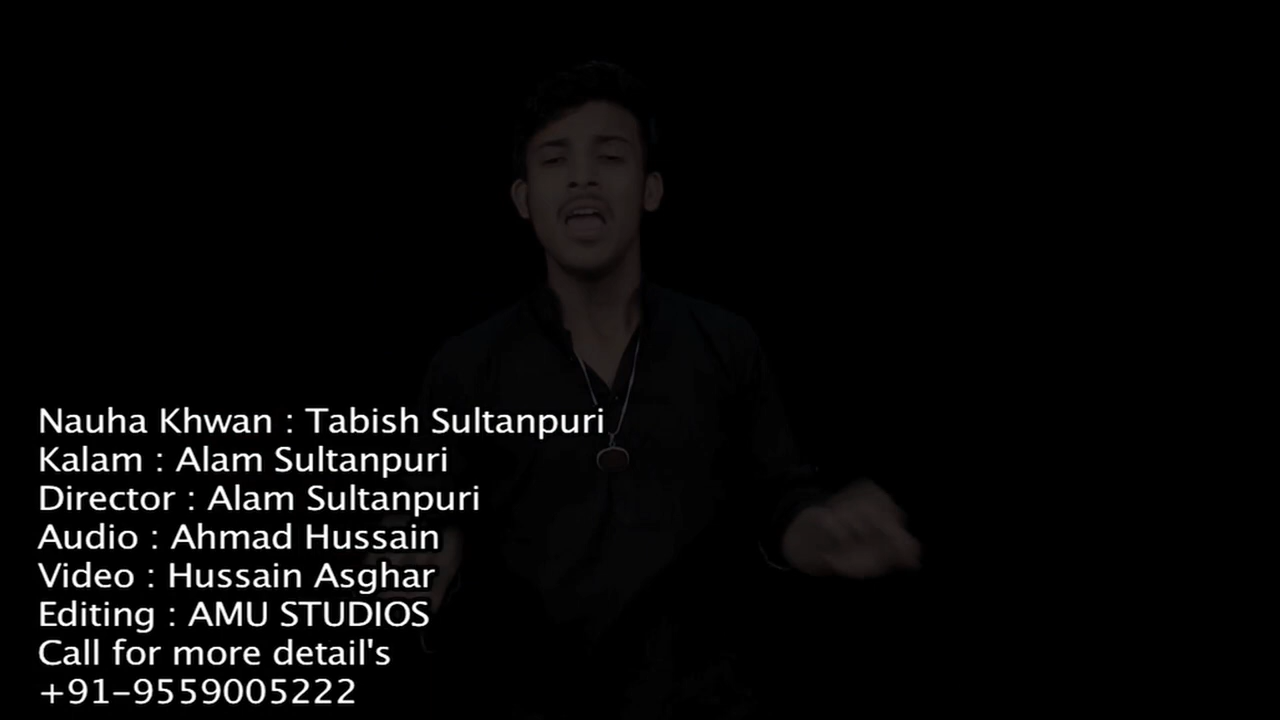 Nauha Khwan : Tabish Sultanpuri
Kalam : Alam Sultanpuri
Director : Alam Sultanpuri
Audio : Ahmad Hussain
Video : Hussain Asghar
Editing : AMU STUDIOS
Call for more detail's
+91-9559005222